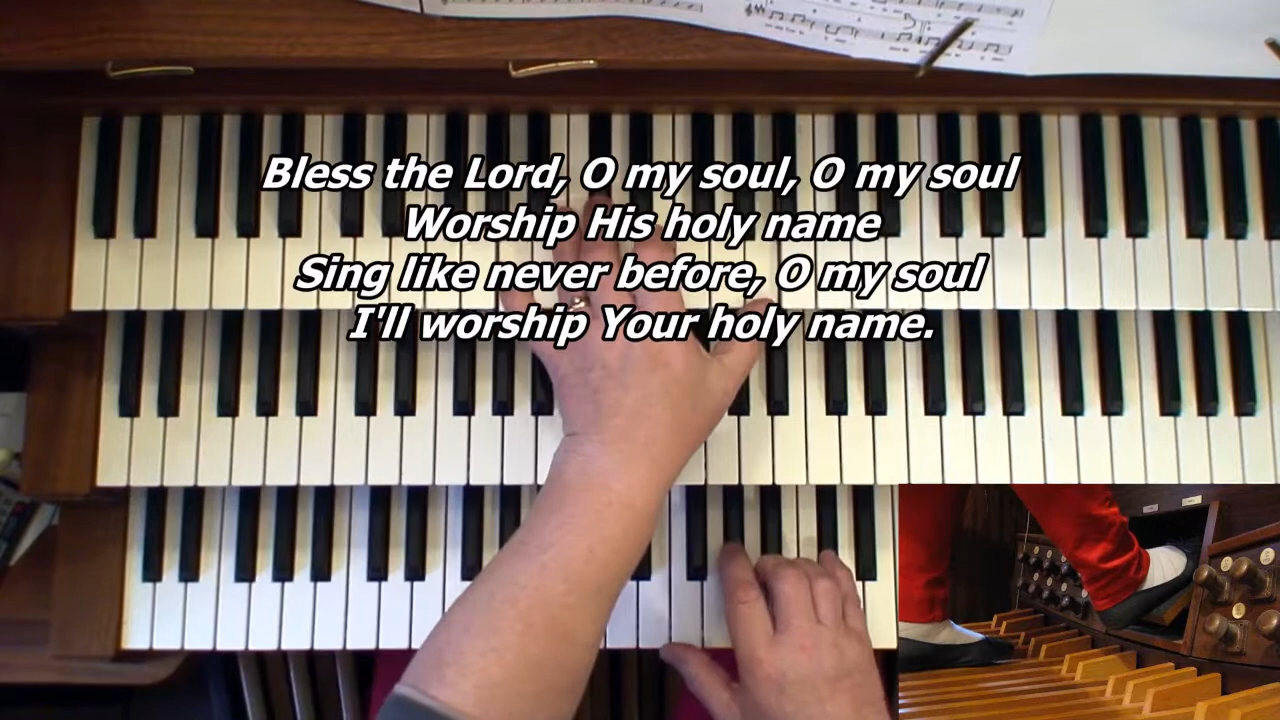 Bless the Lord, O my soul, O my soul
Worship His holy name
Sing like never before, O my soul
I'll worship Your holy name.